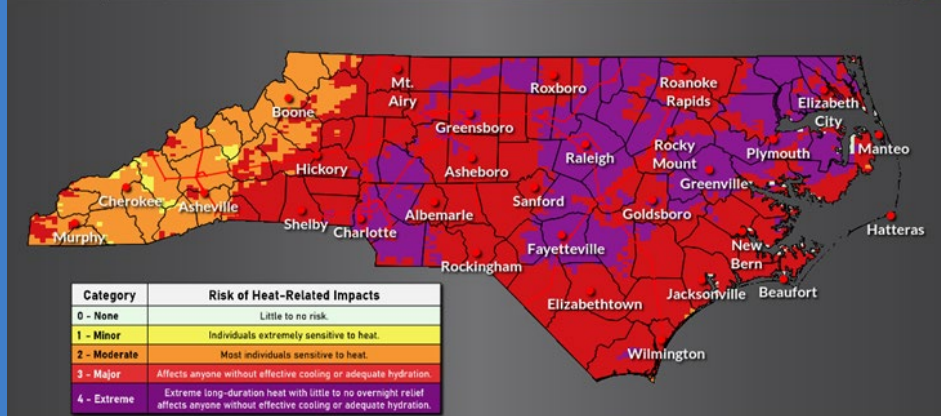 Mt.
Airy
Roxboro
Roanoke
Rapids
Elizabeth
City
Boone
Greensboro
Raleigh
Rocky
Mount
Plymouth
Manteo
Hickory
Asheboro
Greenville
Cherokee
Asheville
Albemarle
Sanford
Goldsboro
Murphy
Shelby
Charlotte
Fayetteville
Hatteras
Rockingham
New
Bern
Elizabethtown
Jacksonville
Beaufort
Wilmington
Category Risk of Heat-Related Impacts
0 - None Little to no risk.
1 - Minor Individuals extremely sensitive to heat.
2 - Moderate Most individuals sensitive to heat.
3 - Major Affects anyone without effective cooling or adequate hydration.
4 - Extreme Extreme long-duration heat with little to no overnight relief
affects anyone without effective cooling or adequate hydration.